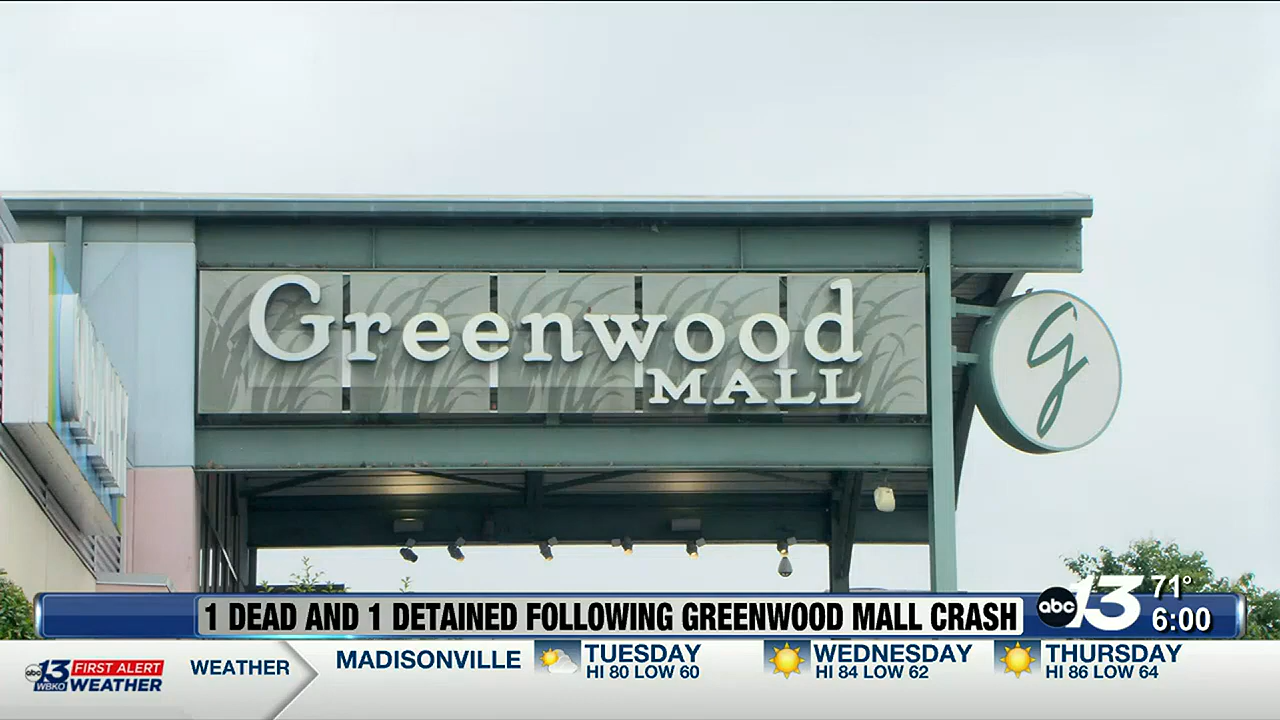 Greenwood
MALL
g
1 DEAD AND 1 DETAINED FOLLOWING GREENWOOD MALL CRASH
abc 13
71°
6:00
abc 13 WBKO FIRST ALERT WEATHER
WEATHER
MADISONVILLE
TUESDAY
HI 80 LOW 60
WEDNESDAY
HI 84 LOW 62
THURSDAY
HI 86 LOW 64